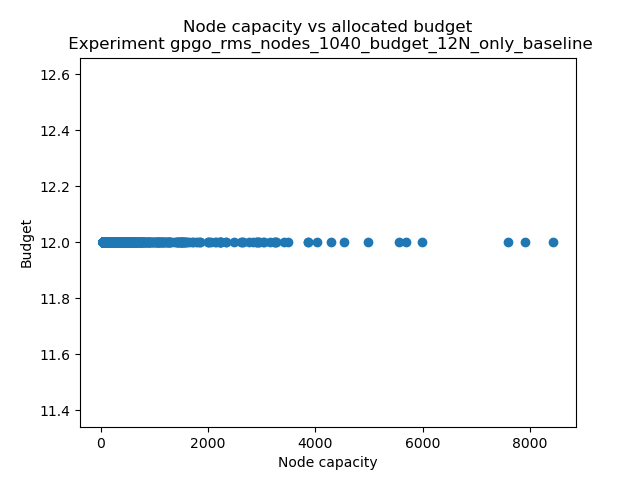 Node capacity vs allocated budget
Experiment gpgo_rms_nodes_1040_budget_12N_only_baseline
12.6
12.4
12.2
12.0
11.8
11.6
11.4
Budget
0 2000 4000 6000 8000
Node capacity